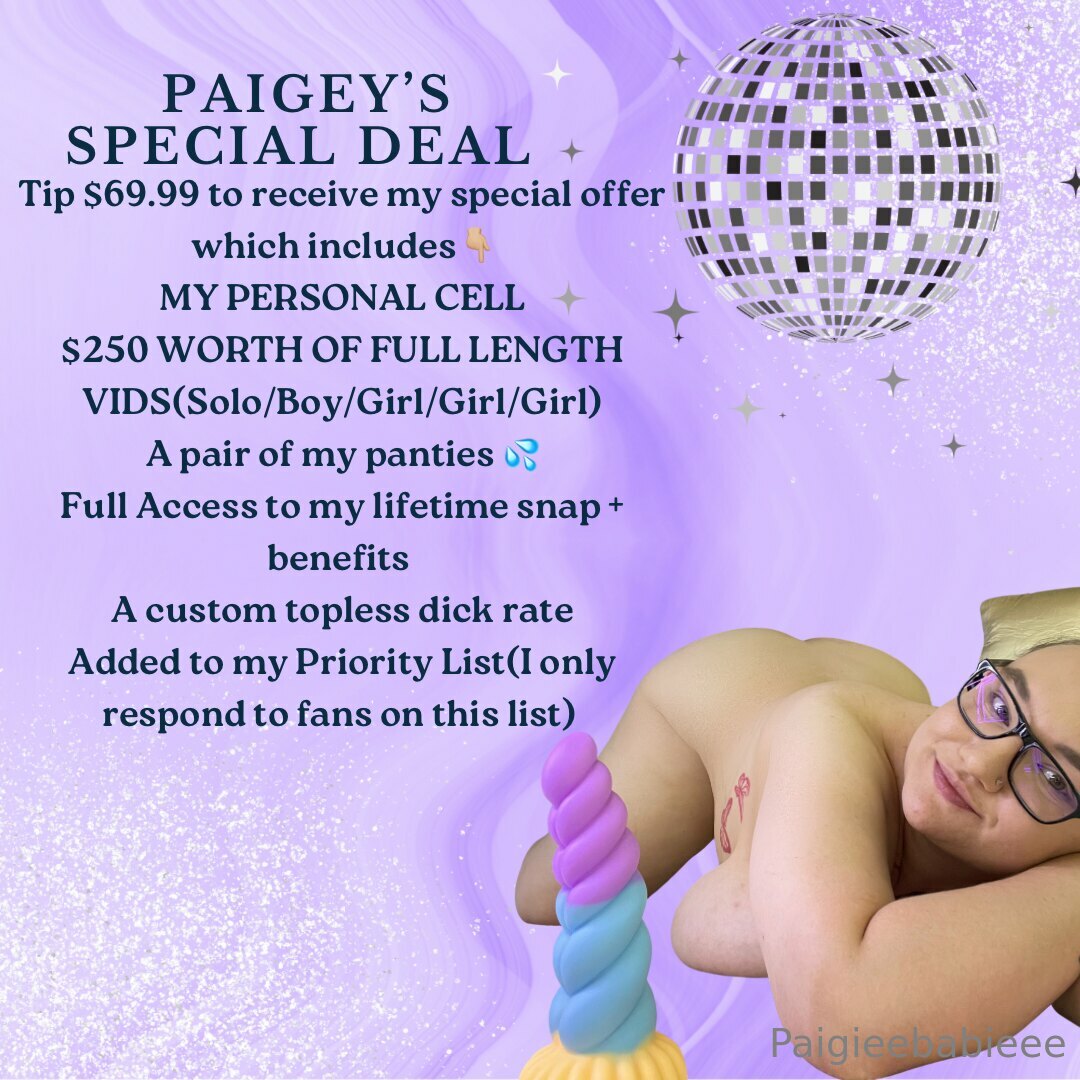 PAIGEY'S
SPECIAL DEAL
Tip $69.99 to receive my special offer
which includes👇🏼
MY PERSONAL CELL
$250 WORTH OF FULL LENGTH
VIDS(Solo/Boy/Girl/Girl/Girl)
A pair of my panties 💦
Full Access to my lifetime snap +
benefits
A custom topless dick rate
Added to my Priority List(I only
respond to fans on this list)
Paigieebabieee